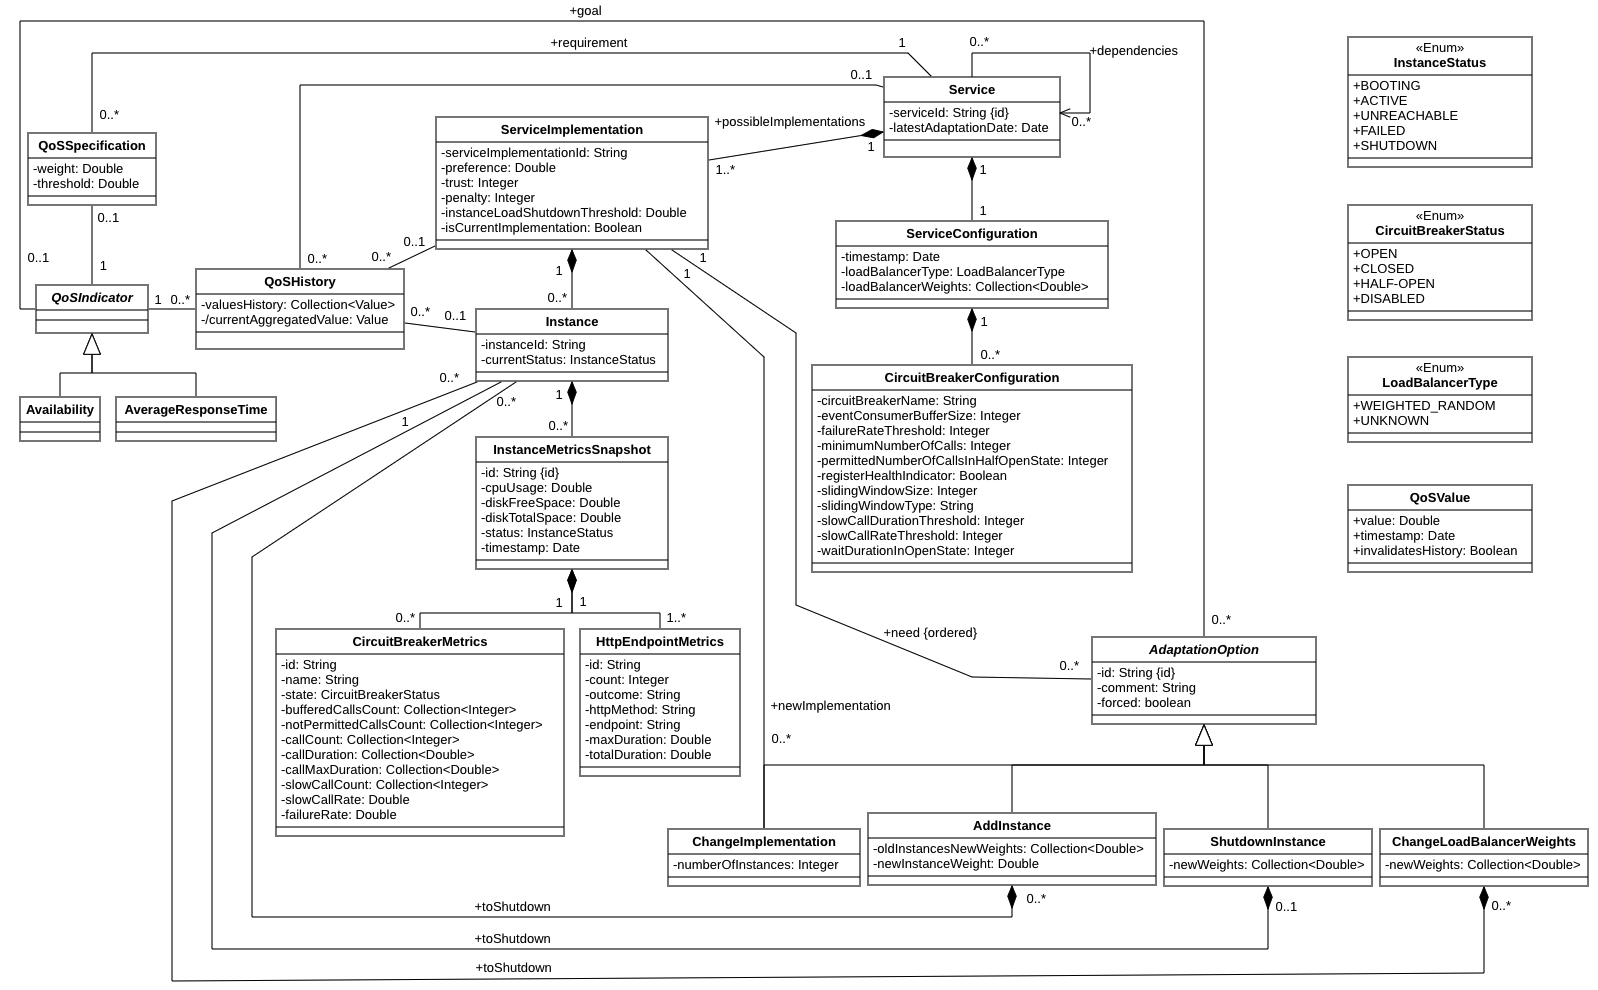 +goal
+requirement
1
0..*
+dependencies
0..*
0..1
0..*
Service
-serviceId: String {id}
-latestAdaptationDate: Date
+possibleImplementations
1
1..*
ServiceImplementation
-serviceImplementationId: String
-preference: Double
-trust: Integer
-penalty: Integer
-instanceLoadShutdownThreshold: Double
-isCurrentImplementation: Boolean
QoSSpecification
-weight: Double
-threshold: Double
0..1
1
0..1
QoSIndicator
1
0..*
0..*
0..*
0..1
QoSHistory
-valuesHistory: Collection<Value>
-/currentAggregatedValue: Value
0..*
0..1
1
0..*
1
1
Instance
-instanceId: String
-currentStatus: InstanceStatus
1
1
ServiceConfiguration
-timestamp: Date
-loadBalancerType: LoadBalancerType
-loadBalancerWeights: Collection<Double>
1
0..*
CircuitBreakerConfiguration
-circuitBreakerName: String
-eventConsumerBufferSize: Integer
-failureRateThreshold: Integer
-minimumNumberOfCalls: Integer
-permittedNumberOfCallsInHalfOpenState: Integer
-registerHealthIndicator: Boolean
-slidingWindowSize: Integer
-slidingWindowType: String
-slowCallDurationThreshold: Integer
-slowCallRateThreshold: Integer
-waitDurationInOpenState: Integer
Availability
AverageResponseTime
0..*
1
0..*
1
0..*
InstanceMetricsSnapshot
-id: String {id}
-cpuUsage: Double
-diskFreeSpace: Double
-diskTotalSpace: Double
-status: InstanceStatus
-timestamp: Date
1
1
0..*
1..*
CircuitBreakerMetrics
-id: String
-name: String
-state: CircuitBreakerStatus
-bufferedCallsCount: Collection<Integer>
-notPermittedCallsCount: Collection<Integer>
-callCount: Collection<Integer>
-callDuration: Collection<Double>
-callMaxDuration: Collection<Double>
-slowCallCount: Collection<Integer>
-slowCallRate: Double
-failureRate: Double
HttpEndpointMetrics
-id: String
-count: Integer
-outcome: String
-httpMethod: String
-endpoint: String
-maxDuration: Double
-totalDuration: Double
+need {ordered}
0..*
0..*
AdaptationOption
-id: String {id}
-comment: String
-forced: boolean
+newImplementation
0..*
ChangeImplementation
-numberOfInstances: Integer
AddInstance
-oldInstancesNewWeights: Collection<Double>
-newInstanceWeight: Double
ShutdownInstance
-newWeights: Collection<Double>
ChangeLoadBalancerWeights
-newWeights: Collection<Double>
0..*
0..1
0..*
+toShutdown
+toShutdown
+toShutdown
«Enum»
InstanceStatus
+BOOTING
+ACTIVE
+UNREACHABLE
+FAILED
+SHUTDOWN
«Enum»
CircuitBreakerStatus
+OPEN
+CLOSED
+HALF-OPEN
+DISABLED
«Enum»
LoadBalancerType
+WEIGHTED_RANDOM
+UNKNOWN
QoSValue
+value: Double
+timestamp: Date
+invalidatesHistory: Boolean